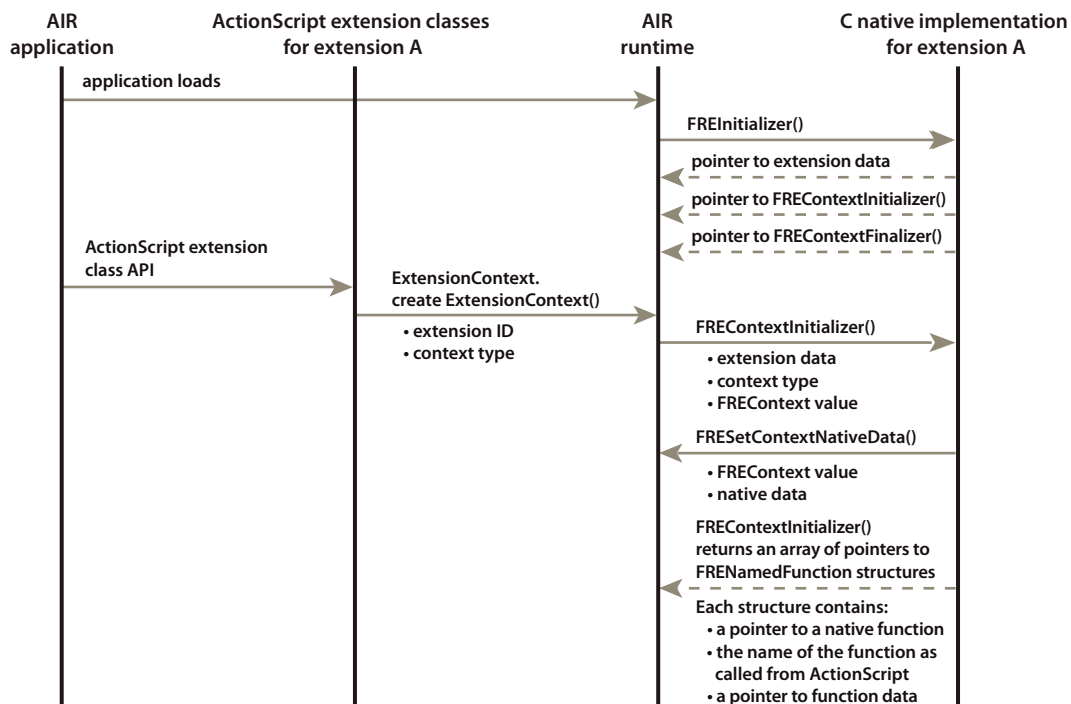 AIR
application
ActionScript extension classes
for extension A
AIR
runtime
C native implementation
for extension A
application loads
FREInitializer()
pointer to extension data
pointer to FREContextInitializer()
pointer to FREContextFinalizer()
ActionScript extension
class API
ExtensionContext.
create ExtensionContext()
• extension ID
• context type
FREContextInitializer()
• extension data
• context type
• FREContext value
FRESetContextNativeData()
• FREContext value
• native data
FREContextInitializer()
returns an array of pointers to
FRENamedFunction structures
Each structure contains:
• a pointer to a native function
• the name of the function as
called from ActionScript
• a pointer to function data